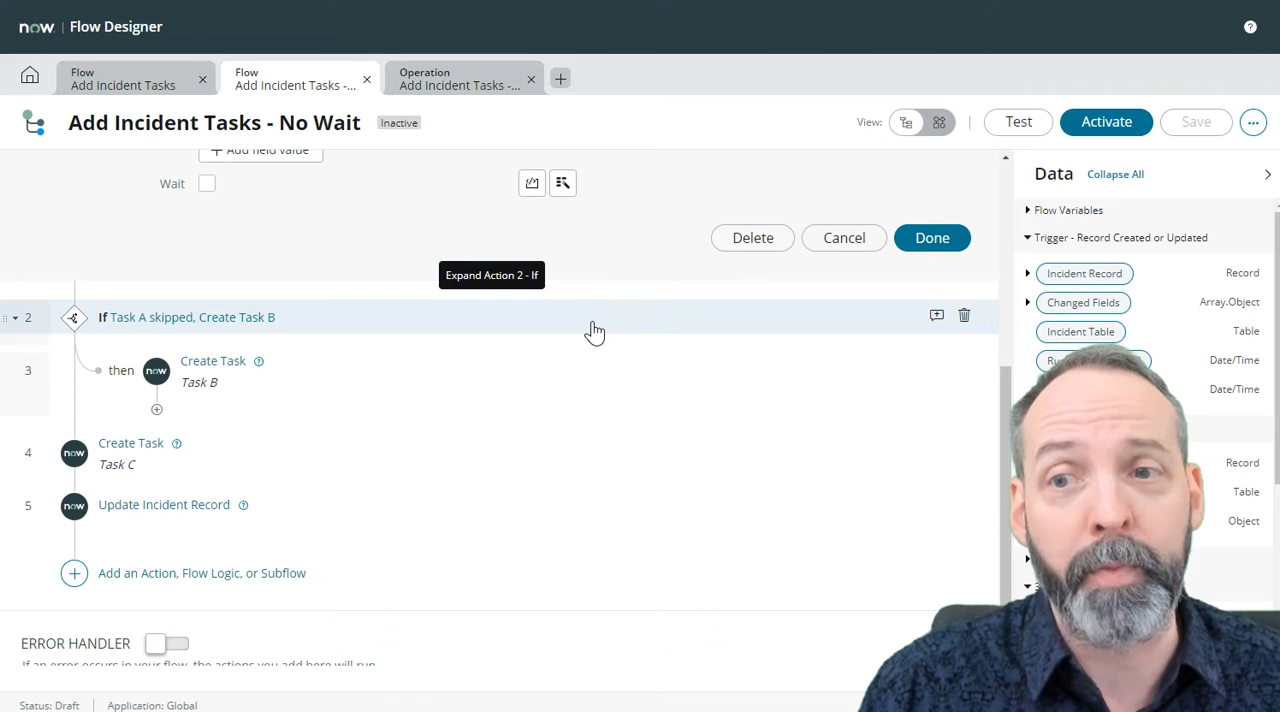 now | Flow Designer
Flow
Add Incident Tasks
Flow
Add Incident Tasks -...
Operation
Add Incident Tasks -...
Add Incident Tasks - No Wait
Inactive
View:
Test
Activate
Save
+ Add field value
Wait
Delete
Cancel
Done
Expand Action 2 - If
2
If Task A skipped, Create Task B
3
then
now
Create Task
Task B
4
now
Create Task
Task C
5
now
Update Incident Record
Add an Action, Flow Logic, or Subflow
ERROR HANDLER
If an error occurs in your flow, the actions you add here will run
Status: Draft
Application: Global
Data
Collapse All
Flow Variables
Trigger - Record Created or Updated
Incident Record
Record
Changed Fields
Array.Object
Incident Table
Table
Date/Time
Date/Time
Record
Table
Object